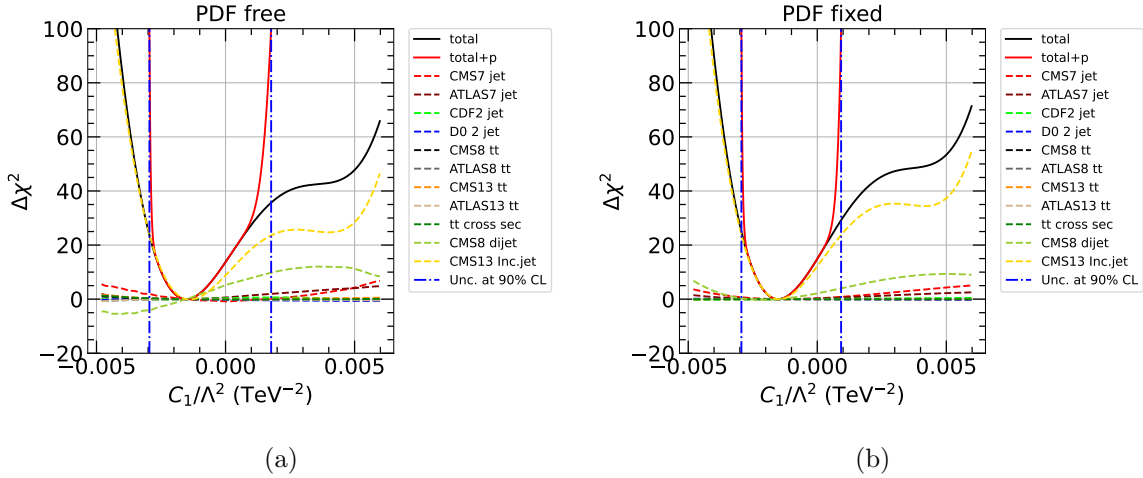 PDF free
100
80
60
40
20
0
−20
Δχ²
−0.005
0.000
0.005
C₁/Λ² (TeV⁻²)
total
total+p
CMS7 jet
ATLAS7 jet
CDF2 jet
D0 2 jet
CMS8 tt
ATLAS8 tt
CMS13 tt
ATLAS13 tt
tt cross sec
CMS8 dijet
CMS13 Inc.jet
Unc. at 90% CL
(a)
PDF fixed
100
80
60
40
20
0
−20
Δχ²
−0.005
0.000
0.005
C₁/Λ² (TeV⁻²)
total
total+p
CMS7 jet
ATLAS7 jet
CDF2 jet
D0 2 jet
CMS8 tt
ATLAS8 tt
CMS13 tt
ATLAS13 tt
tt cross sec
CMS8 dijet
CMS13 Inc.jet
Unc. at 90% CL
(b)